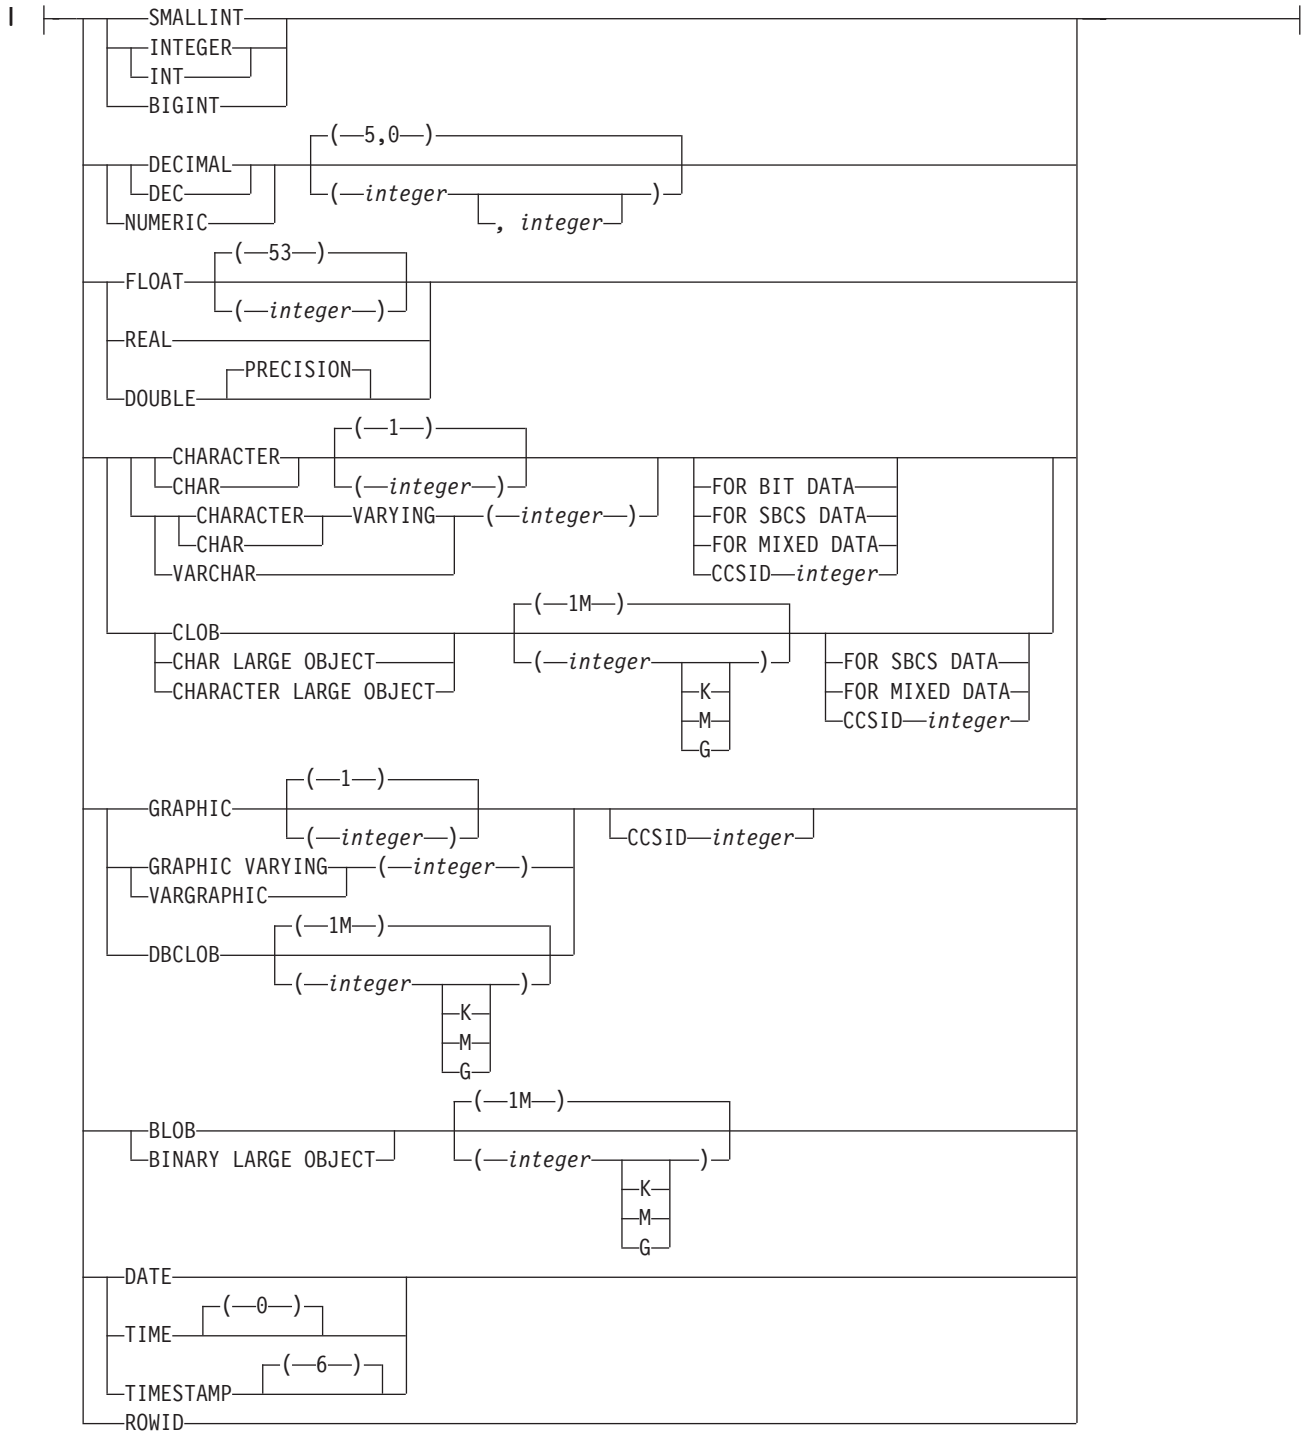 SMALLINT
INTEGER
INT
BIGINT
( 5,0 )
DECIMAL
DEC ( integer )
NUMERIC , integer
( 53 )
FLOAT
( integer )
REAL
PRECISION
DOUBLE
( 1 )
CHARACTER
CHAR ( integer ) FOR BIT DATA
CHARACTER VARYING ( integer ) FOR SBCS DATA
CHAR FOR MIXED DATA
VARCHAR CCSID integer
( 1M )
CLOB
CHAR LARGE OBJECT ( integer ) FOR SBCS DATA
CHARACTER LARGE OBJECT K FOR MIXED DATA
M CCSID integer
G
( 1 )
GRAPHIC
( integer ) CCSID integer
GRAPHIC VARYING ( integer )
VARGRAPHIC
( 1M )
DBCLOB
( integer )
K
M
G
( 1M )
BLOB
BINARY LARGE OBJECT ( integer )
K
M
G
DATE
( 0 )
TIME
( 6 )
TIMESTAMP
ROWID